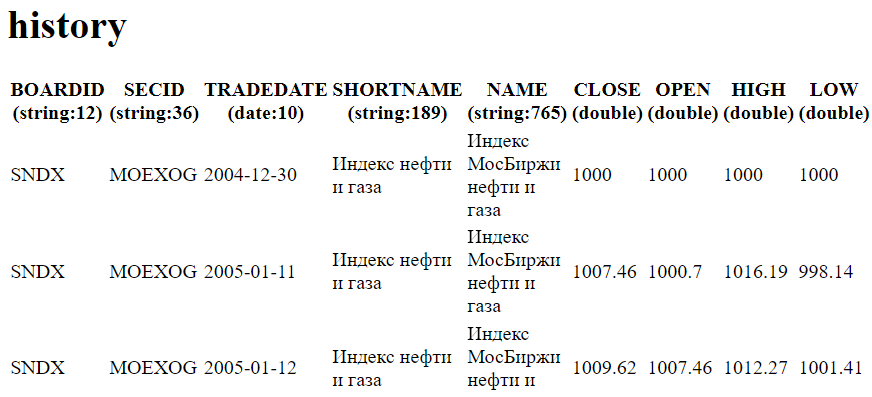 history
BOARDID SECID TRADEDATE SHORTNAME NAME CLOSE OPEN HIGH LOW
(string:12) (string:36) (date:10) (string:189) (string:765) (double) (double) (double) (double)
Индекс
SNDX MOEXOG 2004-12-30 Индекс нефти МосБиржи 1000 1000 1000 1000
и газа нефти и
газа
Индекс
SNDX MOEXOG 2005-01-11 Индекс нефти МосБиржи 1007.46 1000.7 1016.19 998.14
и газа нефти и
газа
Индекс
SNDX MOEXOG 2005-01-12 Индекс нефти МосБиржи 1009.62 1007.46 1012.27 1001.41
и газа нефти и